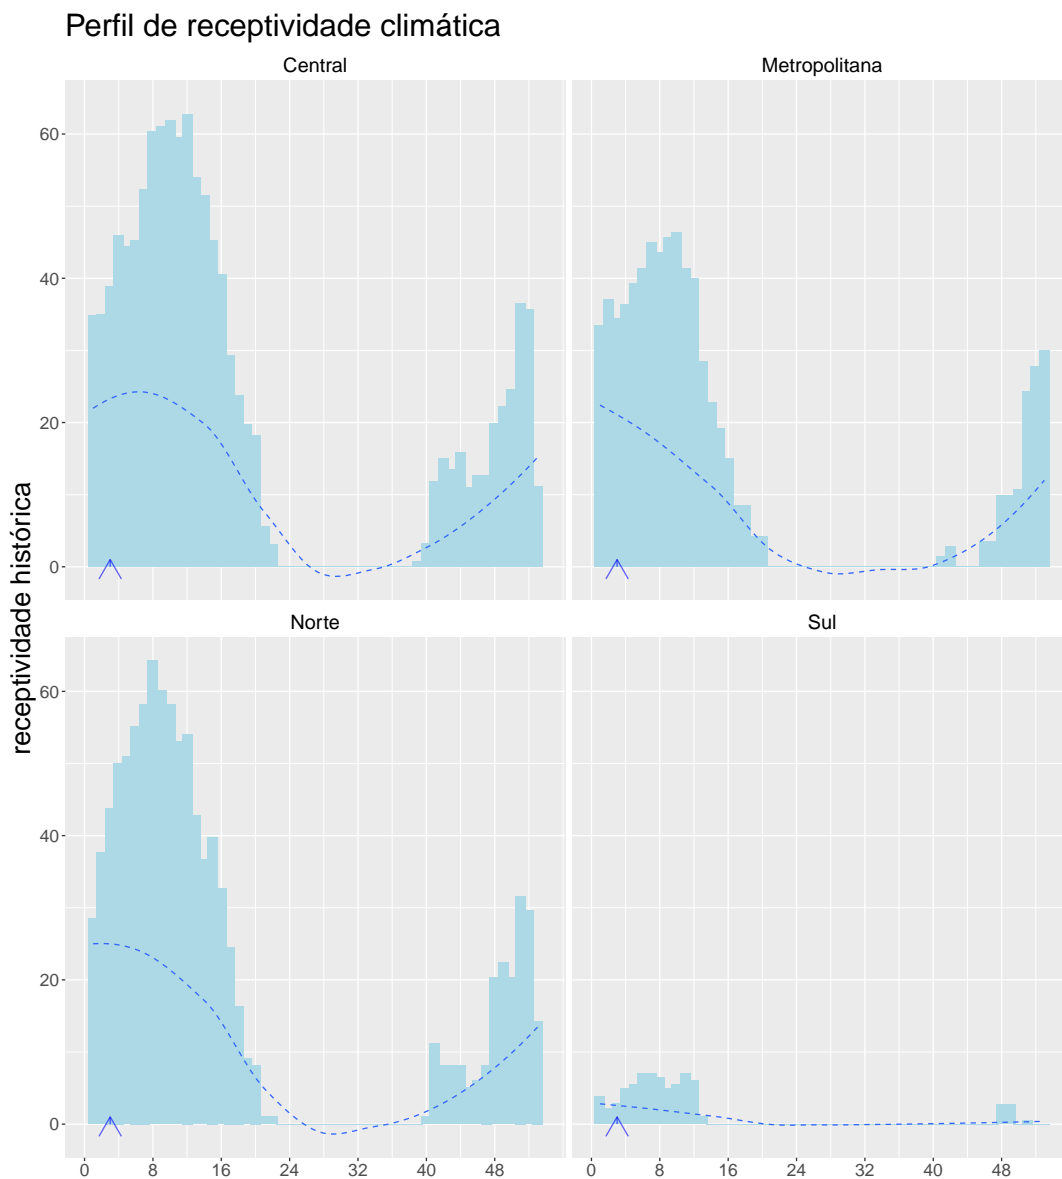 Perfil de receptividade climática
Central
Metropolitana
60
40
20
0
Norte
Sul
receptividade histórica
60
40
20
0
0 8 16 24 32 40 48
0 8 16 24 32 40 48